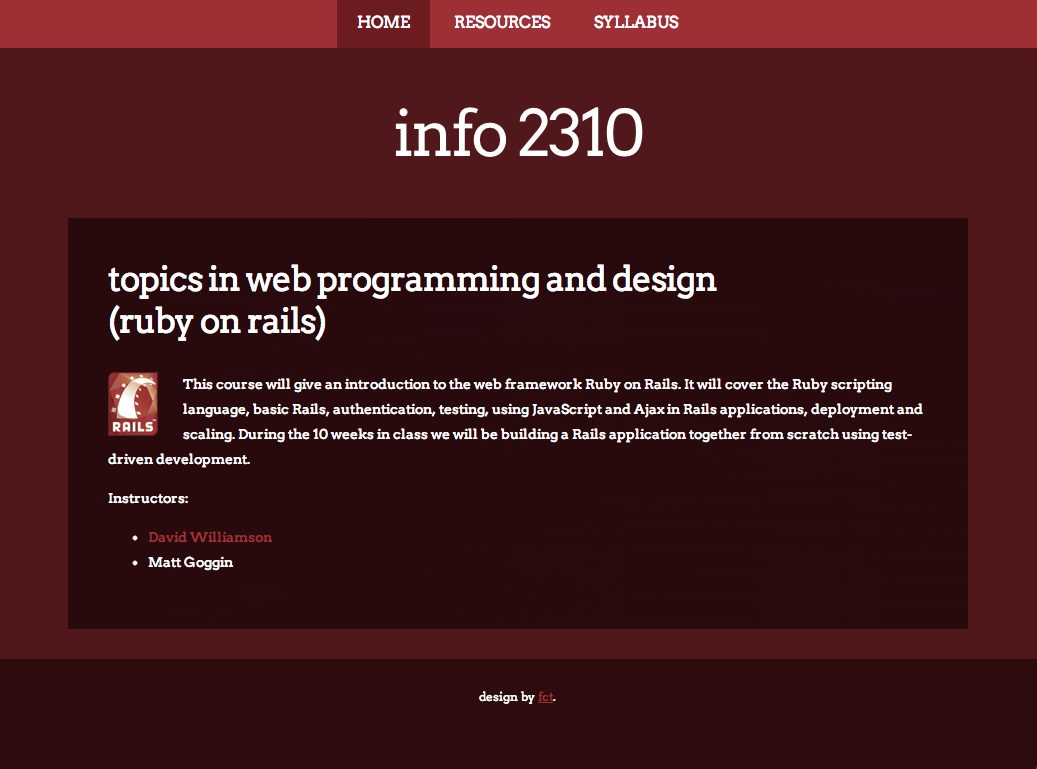 HOME RESOURCES SYLLABUS
info 2310
topics in web programming and design
(ruby on rails)
RAILS
This course will give an introduction to the web framework Ruby on Rails. It will cover the Ruby scripting
language, basic Rails, authentication, testing, using JavaScript and Ajax in Rails applications, deployment and
scaling. During the 10 weeks in class we will be building a Rails application together from scratch using test-
driven development.
Instructors:
• David Williamson
• Matt Goggin
design by fct.